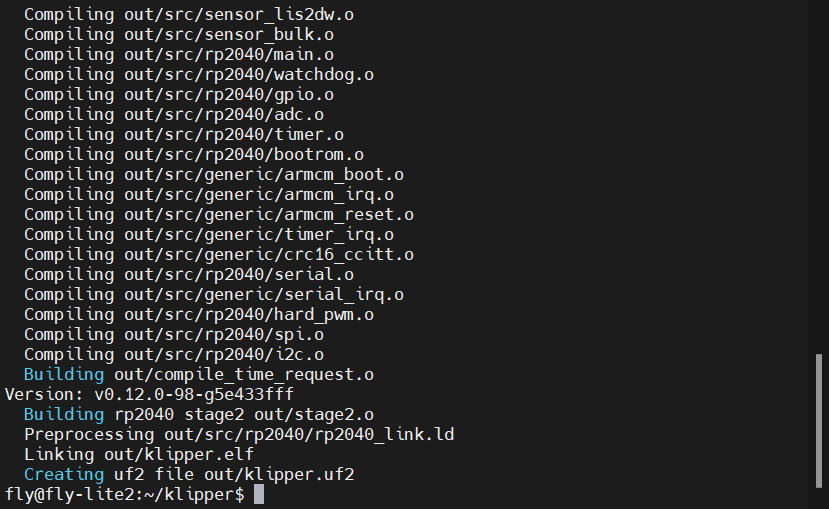 Compiling out/src/sensor_lis2dw.o
Compiling out/src/sensor_bulk.o
Compiling out/src/rp2040/main.o
Compiling out/src/rp2040/watchdog.o
Compiling out/src/rp2040/gpio.o
Compiling out/src/rp2040/adc.o
Compiling out/src/rp2040/timer.o
Compiling out/src/rp2040/bootrom.o
Compiling out/src/generic/armcm_boot.o
Compiling out/src/generic/armcm_irq.o
Compiling out/src/generic/armcm_reset.o
Compiling out/src/generic/timer_irq.o
Compiling out/src/generic/crc16_ccitt.o
Compiling out/src/rp2040/serial.o
Compiling out/src/generic/serial_irq.o
Compiling out/src/rp2040/hard_pwm.o
Compiling out/src/rp2040/spi.o
Compiling out/src/rp2040/i2c.o
Building out/compile_time_request.o
Version: v0.12.0-98-g5e433fff
Building rp2040 stage2 out/stage2.o
Preprocessing out/src/rp2040/rp2040_link.ld
Linking out/klipper.elf
Creating uf2 file out/klipper.uf2
fly@fly-lite2:~/klipper$